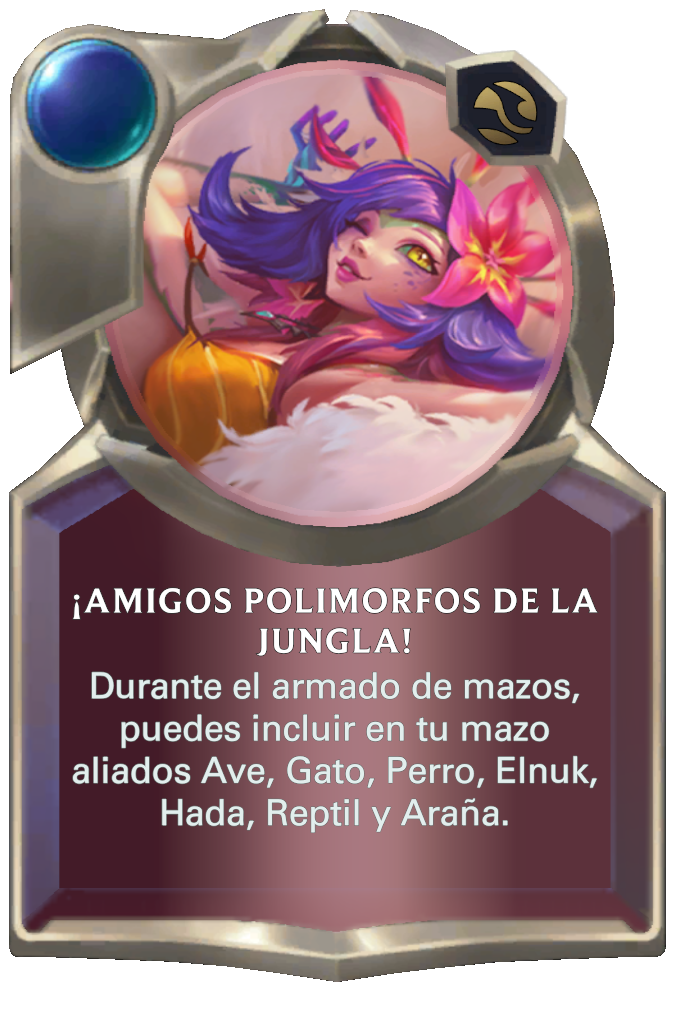 ¡AMIGOS POLIMORFOS DE LA
JUNGLA!
Durante el armado de mazos,
puedes incluir en tu mazo
aliados Ave, Gato, Perro, Elnuk,
Hada, Reptil y Araña.